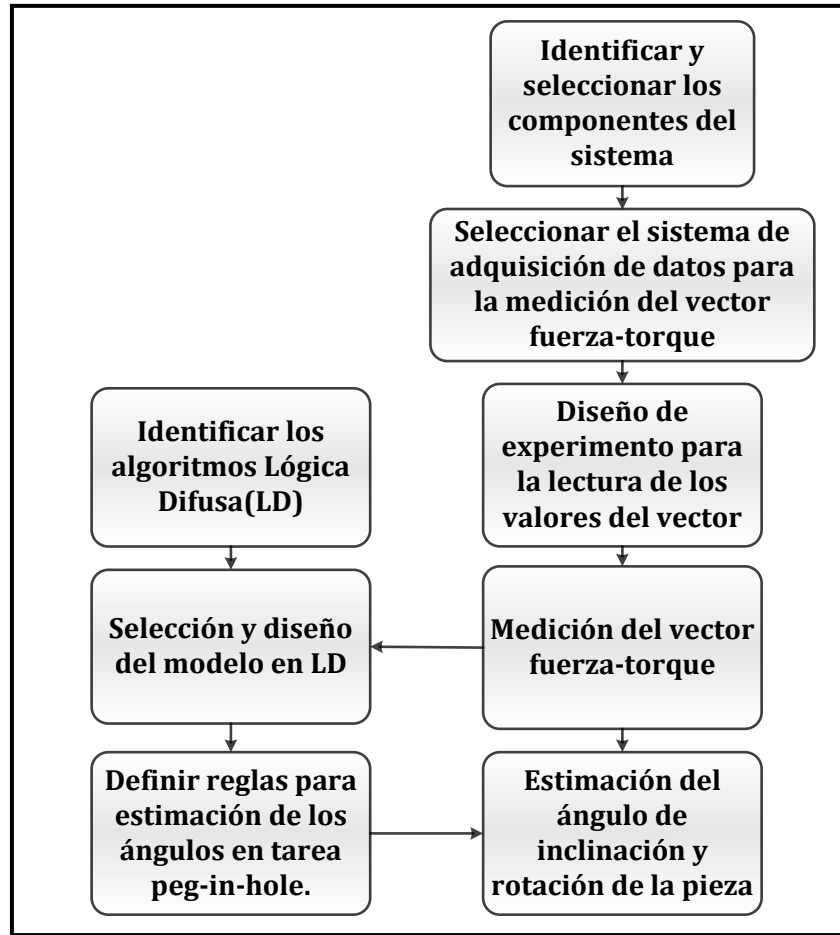 Identificar y
seleccionar los
componentes del
sistema
Seleccionar el sistema de
adquisición de datos para
la medición del vector
fuerza-torque
Diseño de
experimento para
la lectura de los
valores del vector
Identificar los
algoritmos Lógica
Difusa(LD)
Selección y diseño
del modelo en LD
Medición del vector
fuerza-torque
Definir reglas para
estimación de los
ángulos en tarea
peg-in-hole.
Estimación del
ángulo de
inclinación y
rotación de la pieza